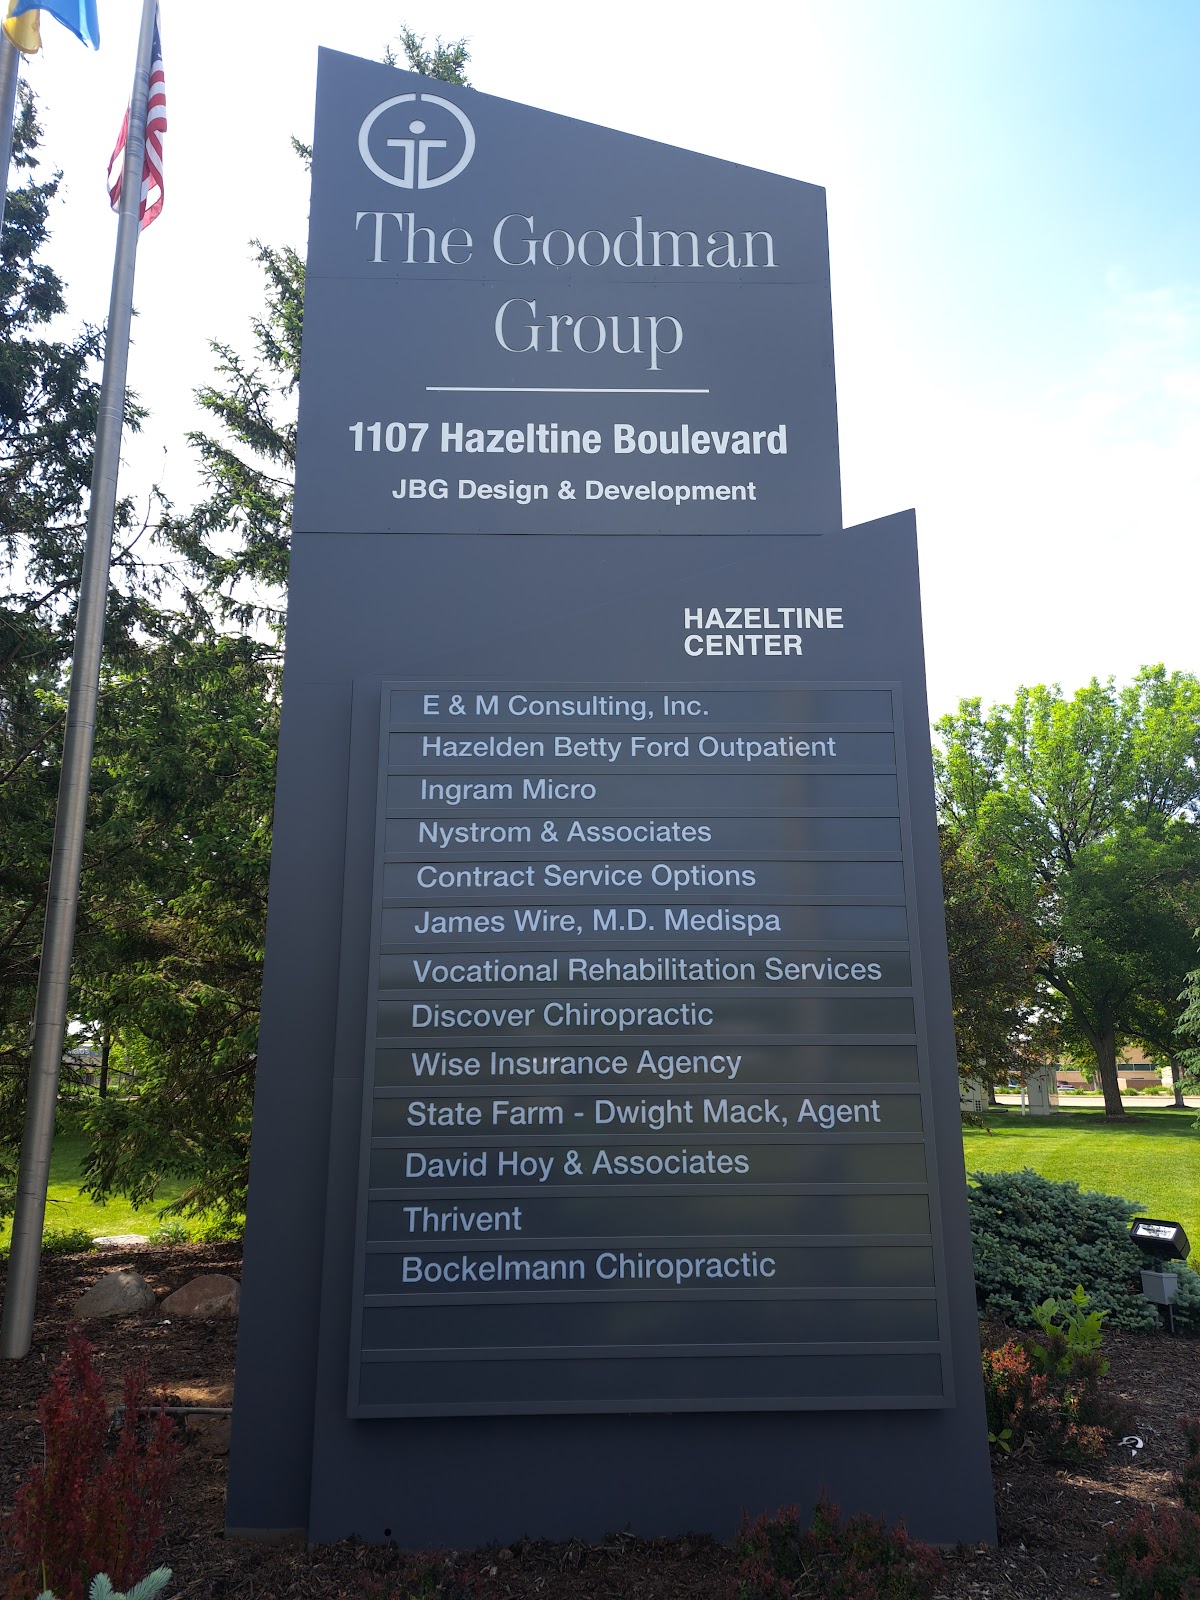 The Goodman
Group
1107 Hazeltine Boulevard
JBG Design & Development
HAZELTINE
CENTER
E & M Consulting, Inc.
Hazelden Betty Ford Outpatient
Ingram Micro
Nystrom & Associates
Contract Service Options
James Wire, M.D. Medispa
Vocational Rehabilitation Services
Discover Chiropractic
Wise Insurance Agency
State Farm - Dwight Mack, Agent
David Hoy & Associates
Thrivent
Bockelmann Chiropractic